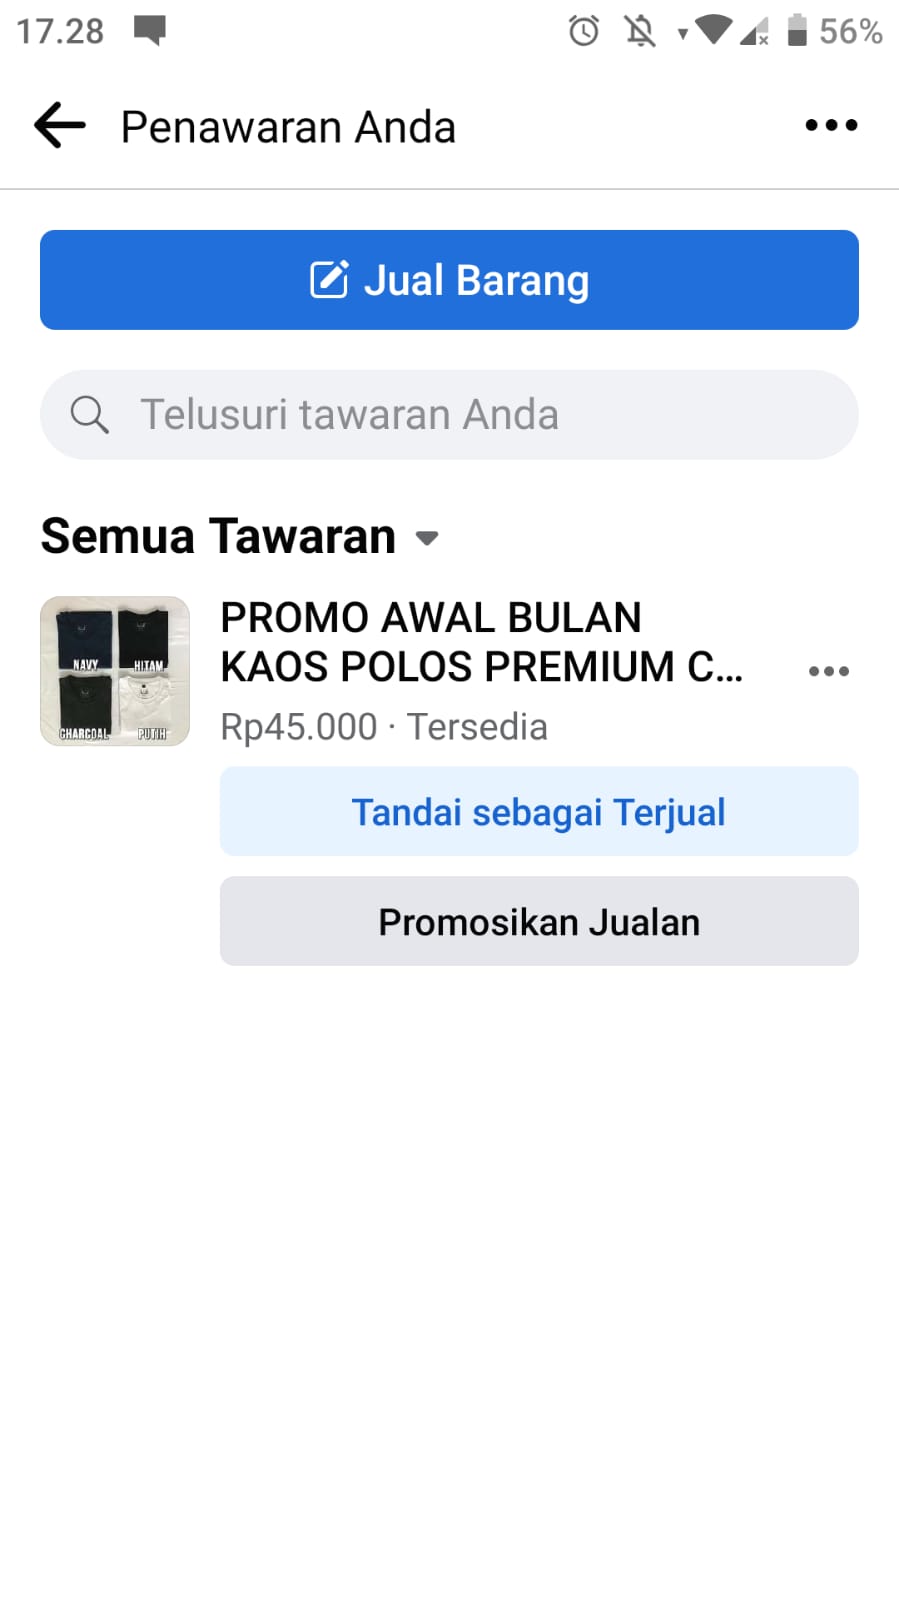 17.28
56%
Penawaran Anda
Jual Barang
Telusuri tawaran Anda
Semua Tawaran
NAVY
HITAM
CHARCOAL
PUTIH
PROMO AWAL BULAN
KAOS POLOS PREMIUM C...
Rp45.000 · Tersedia
Tandai sebagai Terjual
Promosikan Jualan